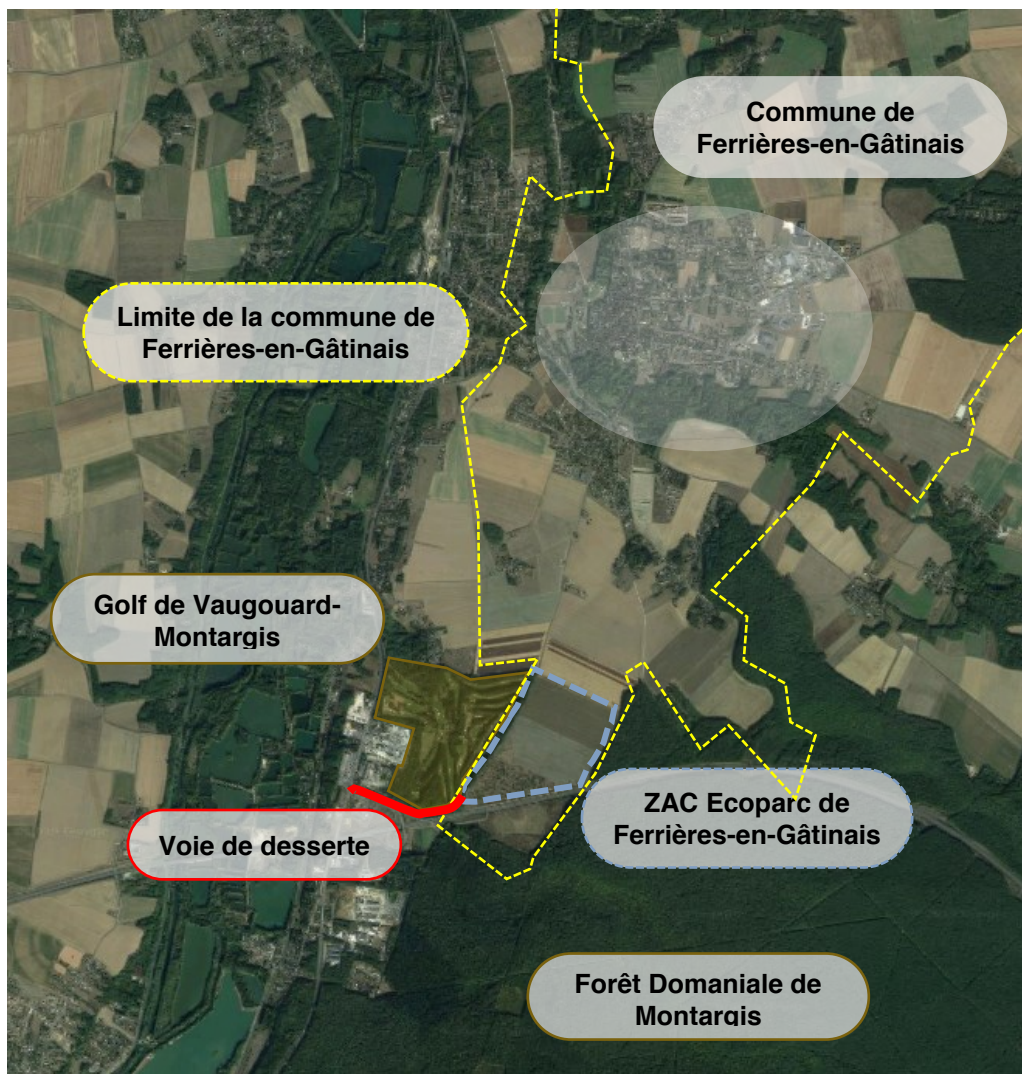 Commune de
Ferrières-en-Gâtinais
Limite de la commune de
Ferrières-en-Gâtinais
Golf de Vaugouard-
Montargis
ZAC Ecoparc de
Ferrières-en-Gâtinais
Voie de desserte
Forêt Domaniale de
Montargis